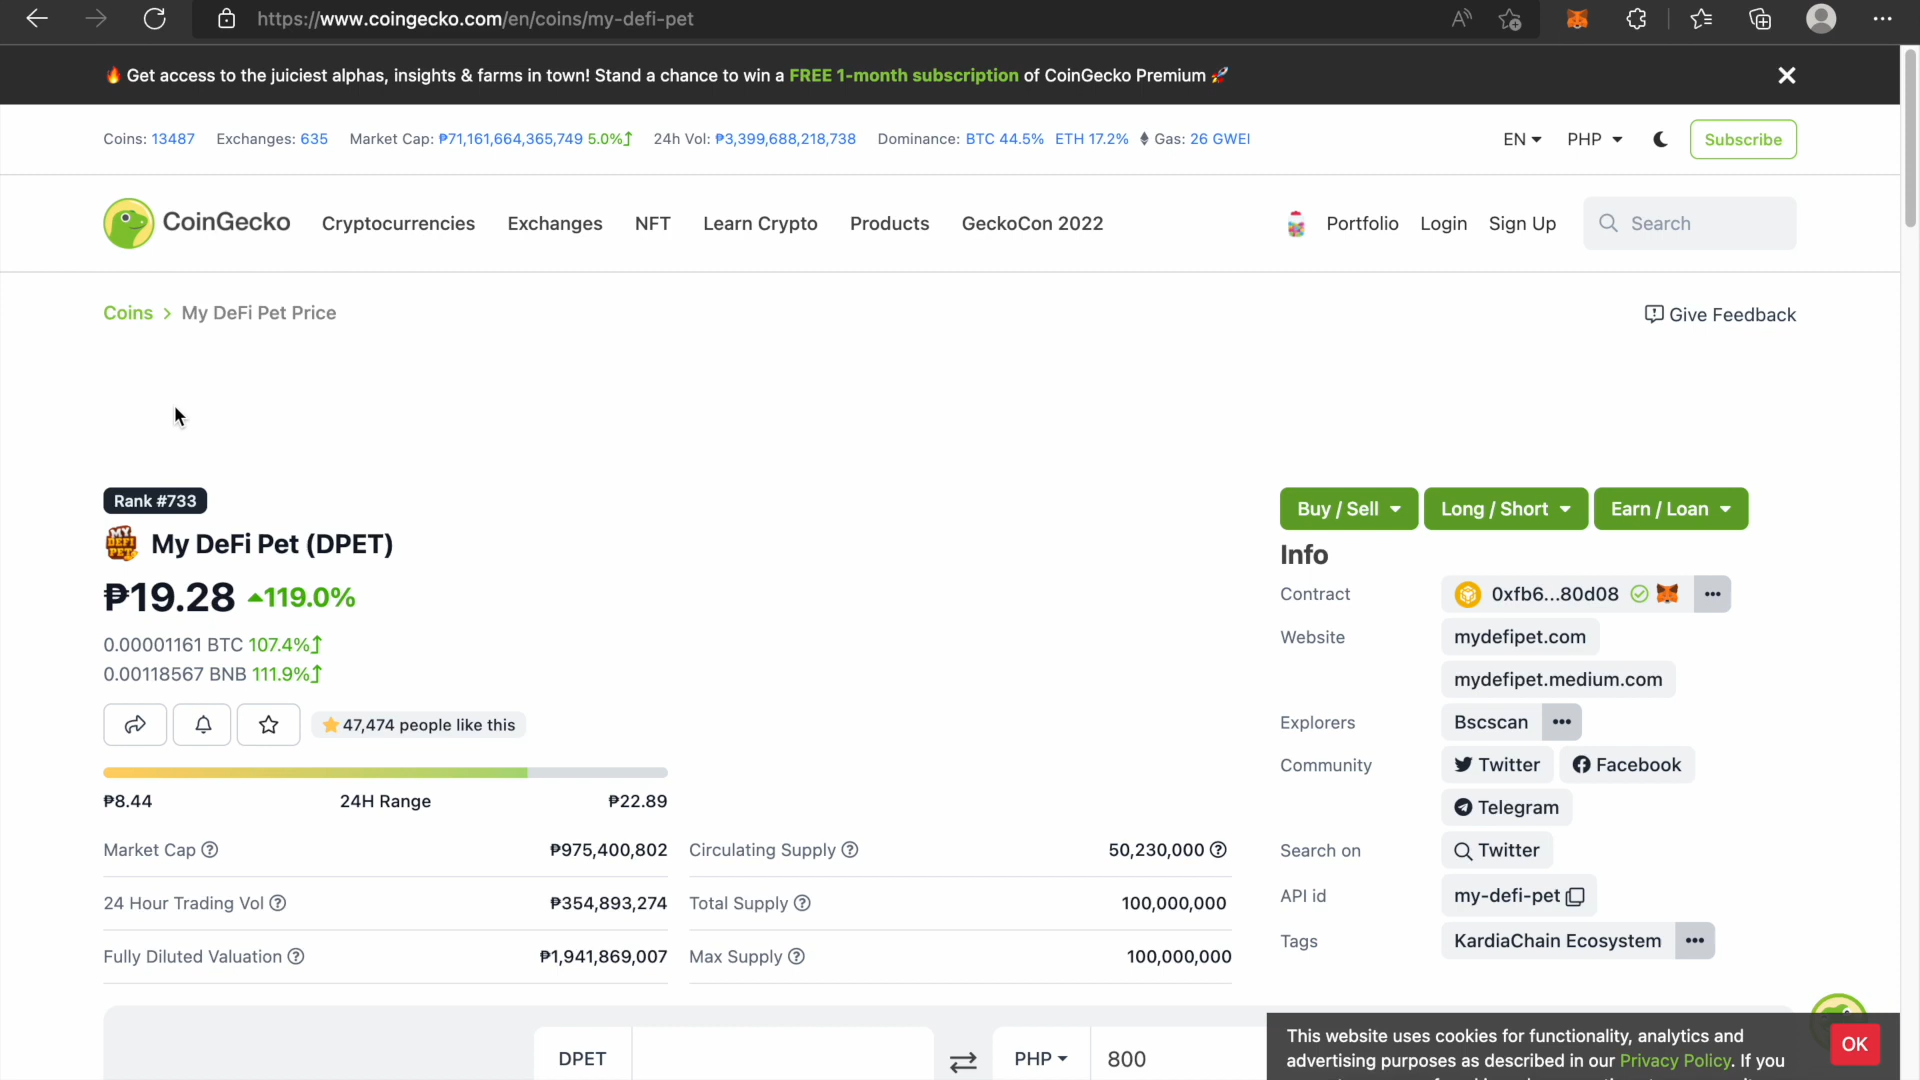 https://www.coingecko.com/en/coins/my-defi-pet
🔥 Get access to the juiciest alphas, insights & farms in town! Stand a chance to win a FREE 1-month subscription of CoinGecko Premium 🚀
Coins: 13487 Exchanges: 635 Market Cap: ₱71,161,664,365,749 5.0% 24h Vol: ₱3,399,688,218,738 Dominance: BTC 44.5% ETH 17.2% Gas: 26 GWEI EN PHP Subscribe
CoinGecko Cryptocurrencies Exchanges NFT Learn Crypto Products GeckoCon 2022 Portfolio Login Sign Up Search
Coins > My DeFi Pet Price
Give Feedback
Rank #733
MY DEFI PET My DeFi Pet (DPET)
₱19.28 119.0%
0.00001161 BTC 107.4%
0.00118567 BNB 111.9%
47,474 people like this
₱8.44 24H Range ₱22.89
Market Cap ₱975,400,802
24 Hour Trading Vol ₱354,893,274
Fully Diluted Valuation ₱1,941,869,007
Circulating Supply 50,230,000
Total Supply 100,000,000
Max Supply 100,000,000
Buy / Sell Long / Short Earn / Loan
Info
Contract 0xfb6...80d08 •••
Website mydefipet.com
mydefipet.medium.com
Explorers Bscscan •••
Community Twitter Facebook
Telegram
Search on Twitter
API id my-defi-pet
Tags KardiaChain Ecosystem •••
DPET PHP 800
This website uses cookies for functionality, analytics and
advertising purposes as described in our Privacy Policy. If you
OK